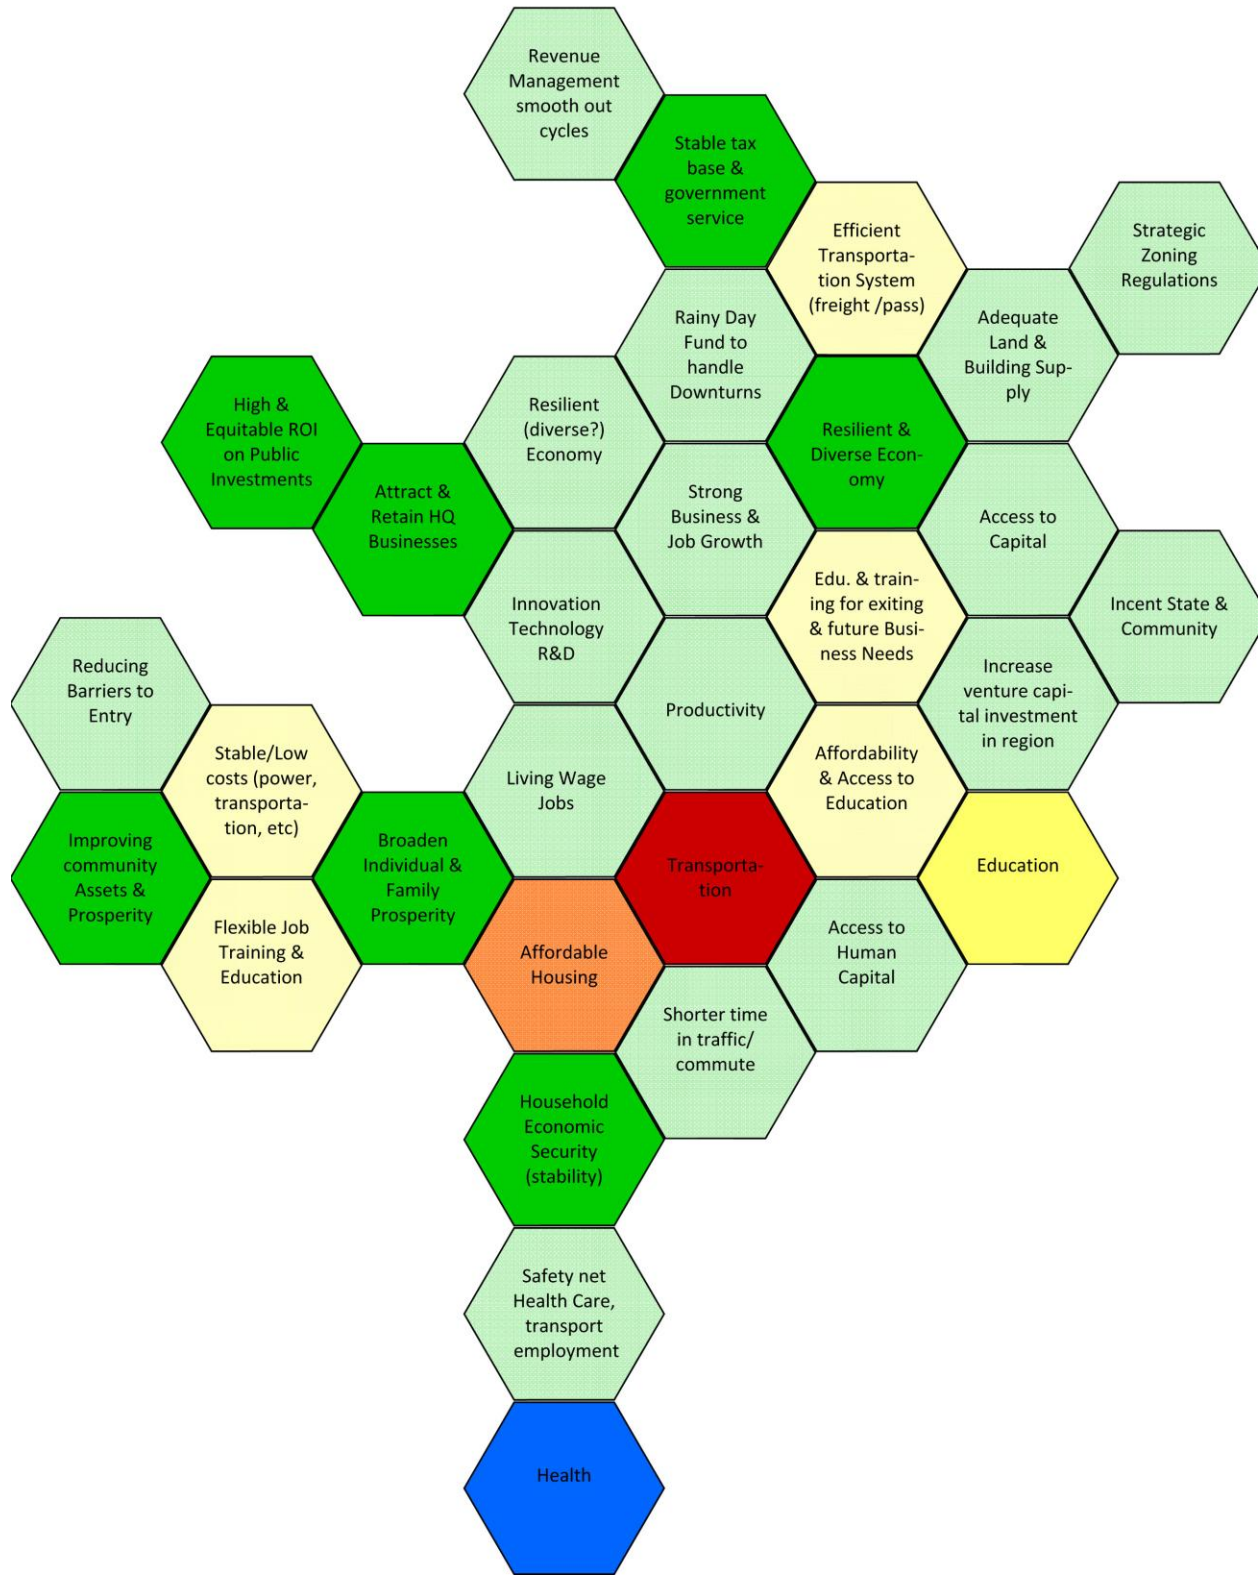 Revenue
Management
smooth out
cycles
Stable tax
base &
government
service
Efficient
Transporta-
tion System
(freight /pass)
Strategic
Zoning
Regulations
Rainy Day
Fund to
handle
Downturns
Adequate
Land &
Building Sup-
ply
High &
Equitable ROI
on Public
Investments
Resilient
(diverse?)
Economy
Resilient &
Diverse Econ-
omy
Attract &
Retain HQ
Businesses
Strong
Business &
Job Growth
Access to
Capital
Innovation
Technology
R&D
Edu. & train-
ing for exiting
& future Busi-
ness Needs
Incent State &
Community
Reducing
Barriers to
Entry
Productivity
Increase
venture capi-
tal investment
in region
Stable/Low
costs (power,
transporta-
tion, etc)
Living Wage
Jobs
Affordability
& Access to
Education
Improving
community
Assets &
Prosperity
Broaden
Individual &
Family
Prosperity
Transporta-
tion
Education
Flexible Job
Training &
Education
Affordable
Housing
Access to
Human
Capital
Shorter time
in traffic/
commute
Household
Economic
Security
(stability)
Safety net
Health Care,
transport
employment
Health